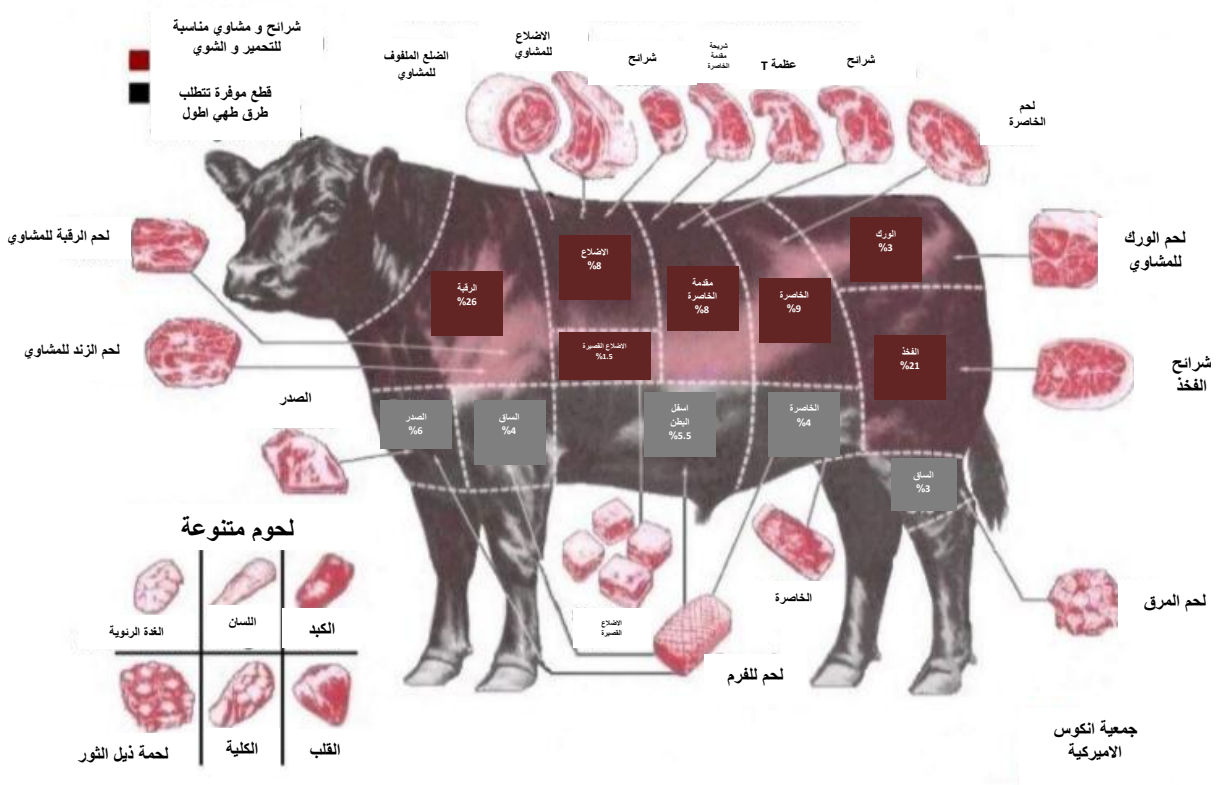 شرائح و مشاوي مناسبة
للتحمير و الشوي
قطع موفرة تتطلب
طرق طهي اطول
الضلع الملفوف
للمشاوي
الاضلاع
للمشاوي
شرائح
شريحة
مقدمة
الخاصرة
عظمة T
شرائح
لحم
الخاصرة
لحم الرقبة للمشاوي
لحم الزند للمشاوي
الصدر
الرقبة
%26
الاضلاع
%8
الاضلاع القصيرة
%1.5
مقدمة
الخاصرة
%8
الخاصرة
%9
الورك
%3
الفخذ
%21
لحم الورك
للمشاوي
شرائح
الفخذ
الصدر
%6
الساق
%4
اسفل
البطن
%5.5
الخاصرة
%4
الساق
%3
لحوم متنوعة
الغدة الرئوية
اللسان
الكبد
لحمة ذيل الثور
الكلية
القلب
الاضلاع
القصيرة
لحم للفرم
الخاصرة
لحم المرق
جمعية انكوس
الاميركية